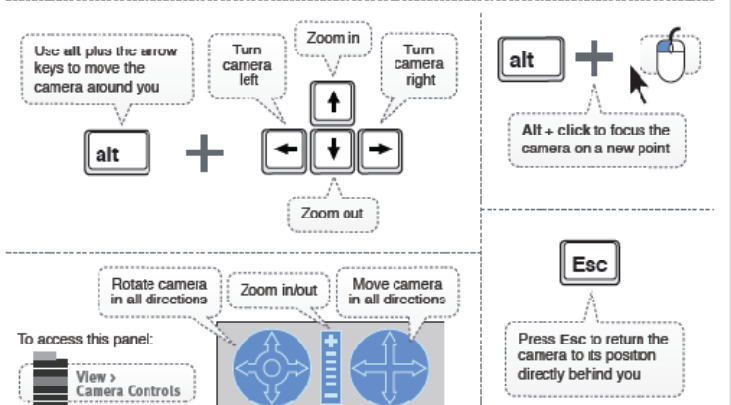 Use alt plus the arrow
keys to move the
camera around you
alt
+
Turn
camera
left
Zoom in
Turn
camera
right
Zoom out
alt
+
Alt + click to focus the
camera on a new point
Rotate camera
in all directions
Zoom in/out
Move camera
in all directions
To access this panel:
View >
Camera Controls
Esc
Press Esc to return the
camera to its position
directly behind you